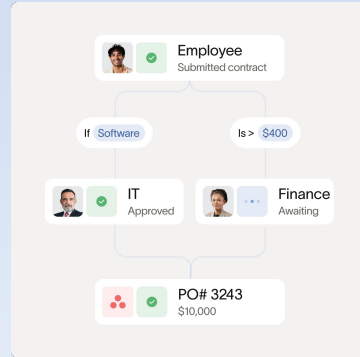 Employee
Submitted contract
If Software
Is > $400
IT
Approved
Finance
Awaiting
PO# 3243
$10,000